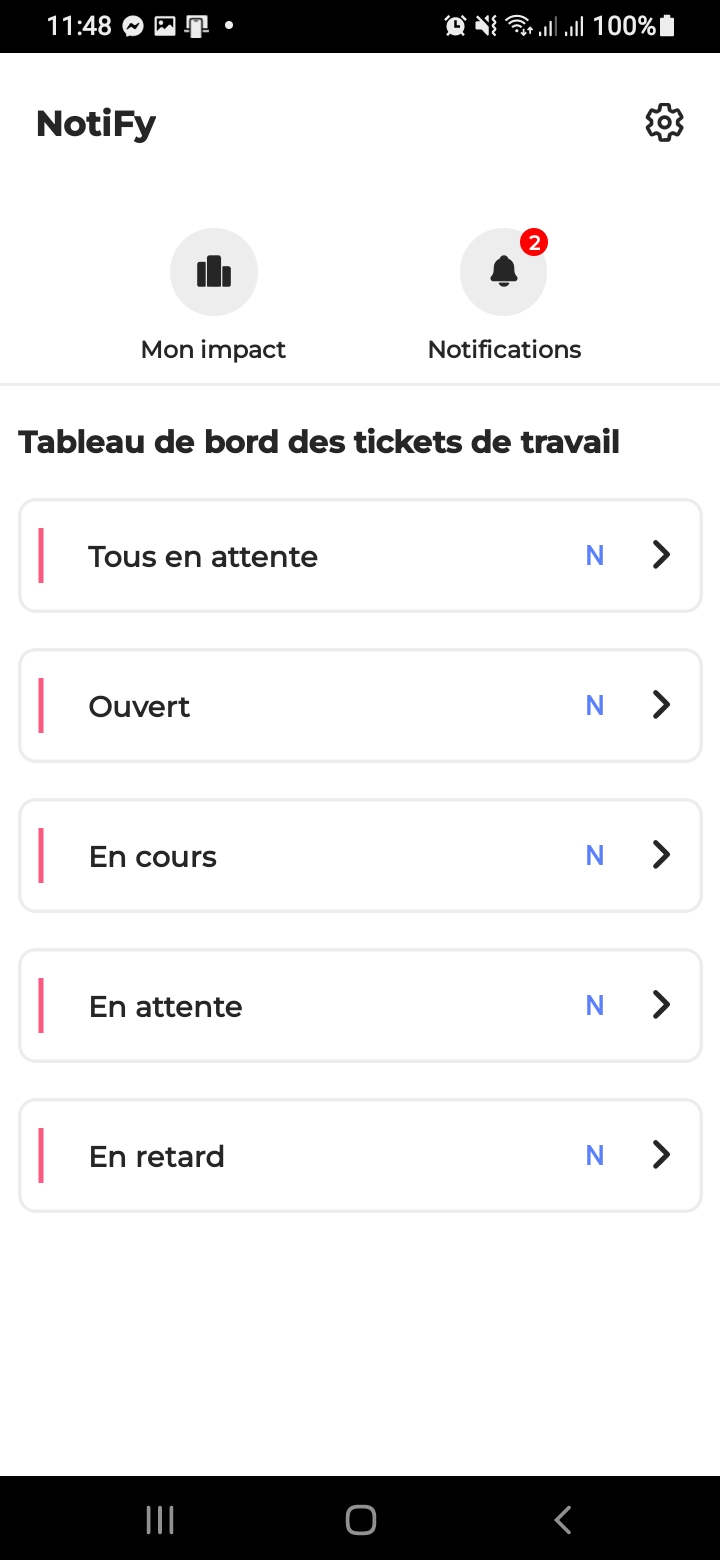 11:48 100%
NotiFy
2
Mon impact Notifications
Tableau de bord des tickets de travail
Tous en attente N
Ouvert N
En cours N
En attente N
En retard N